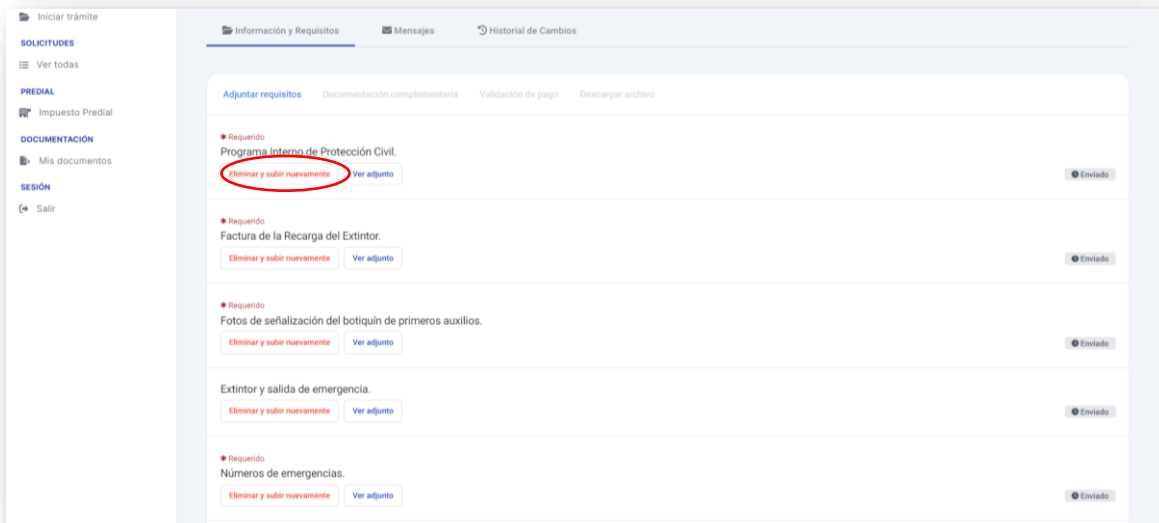 Iniciar trámite
SOLICITUDES
Ver todas
PREDIAL
Impuesto Predial
DOCUMENTACIÓN
Mis documentos
SESIÓN
Salir
Información y Requisitos Mensajes Historial de Cambios
Adjuntar requisitos Documentación complementaria Validación de pago Descargar archivo
* Requerido
Programa Interno de Protección Civil.
Eliminar y subir nuevamente Ver adjunto Enviado
* Requerido
Factura de la Recarga del Extintor.
Eliminar y subir nuevamente Ver adjunto Enviado
* Requerido
Fotos de señalización del botiquín de primeros auxilios.
Eliminar y subir nuevamente Ver adjunto Enviado
Extintor y salida de emergencia.
Eliminar y subir nuevamente Ver adjunto Enviado
* Requerido
Números de emergencias.
Eliminar y subir nuevamente Ver adjunto Enviado